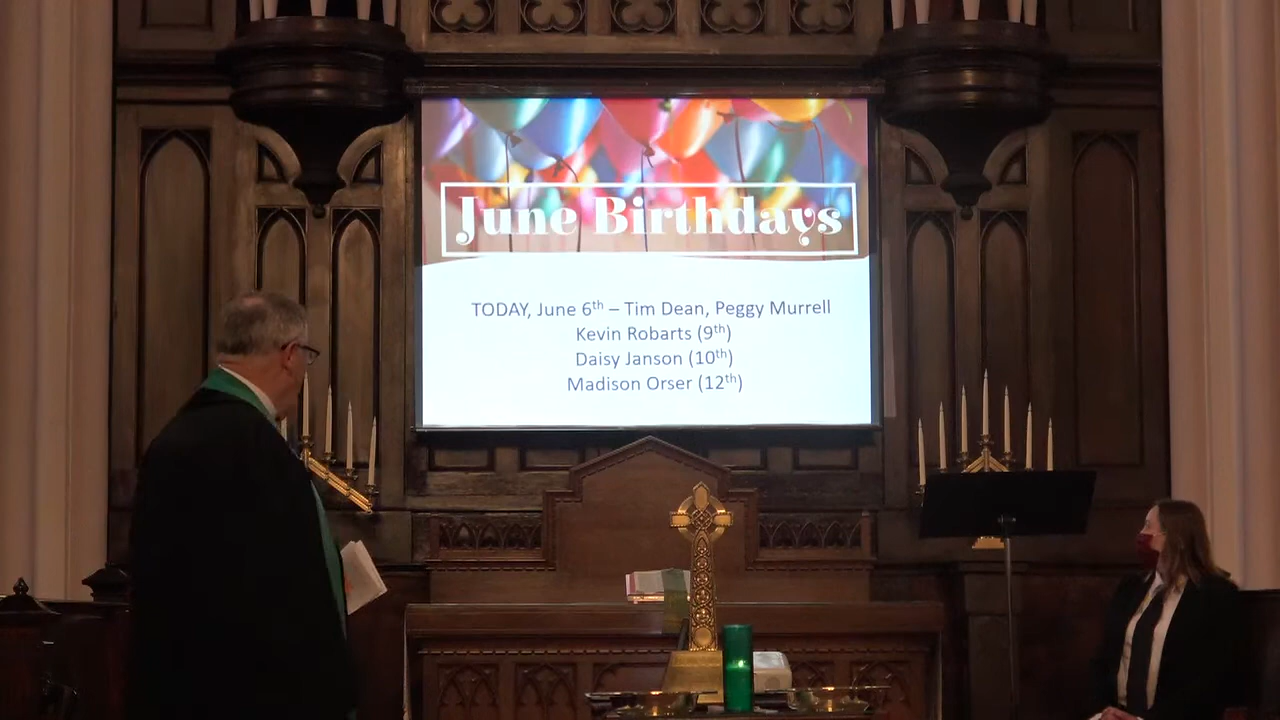 June Birthdays
TODAY, June 6th – Tim Dean, Peggy Murrell
Kevin Robarts (9th)
Daisy Janson (10th)
Madison Orser (12th)